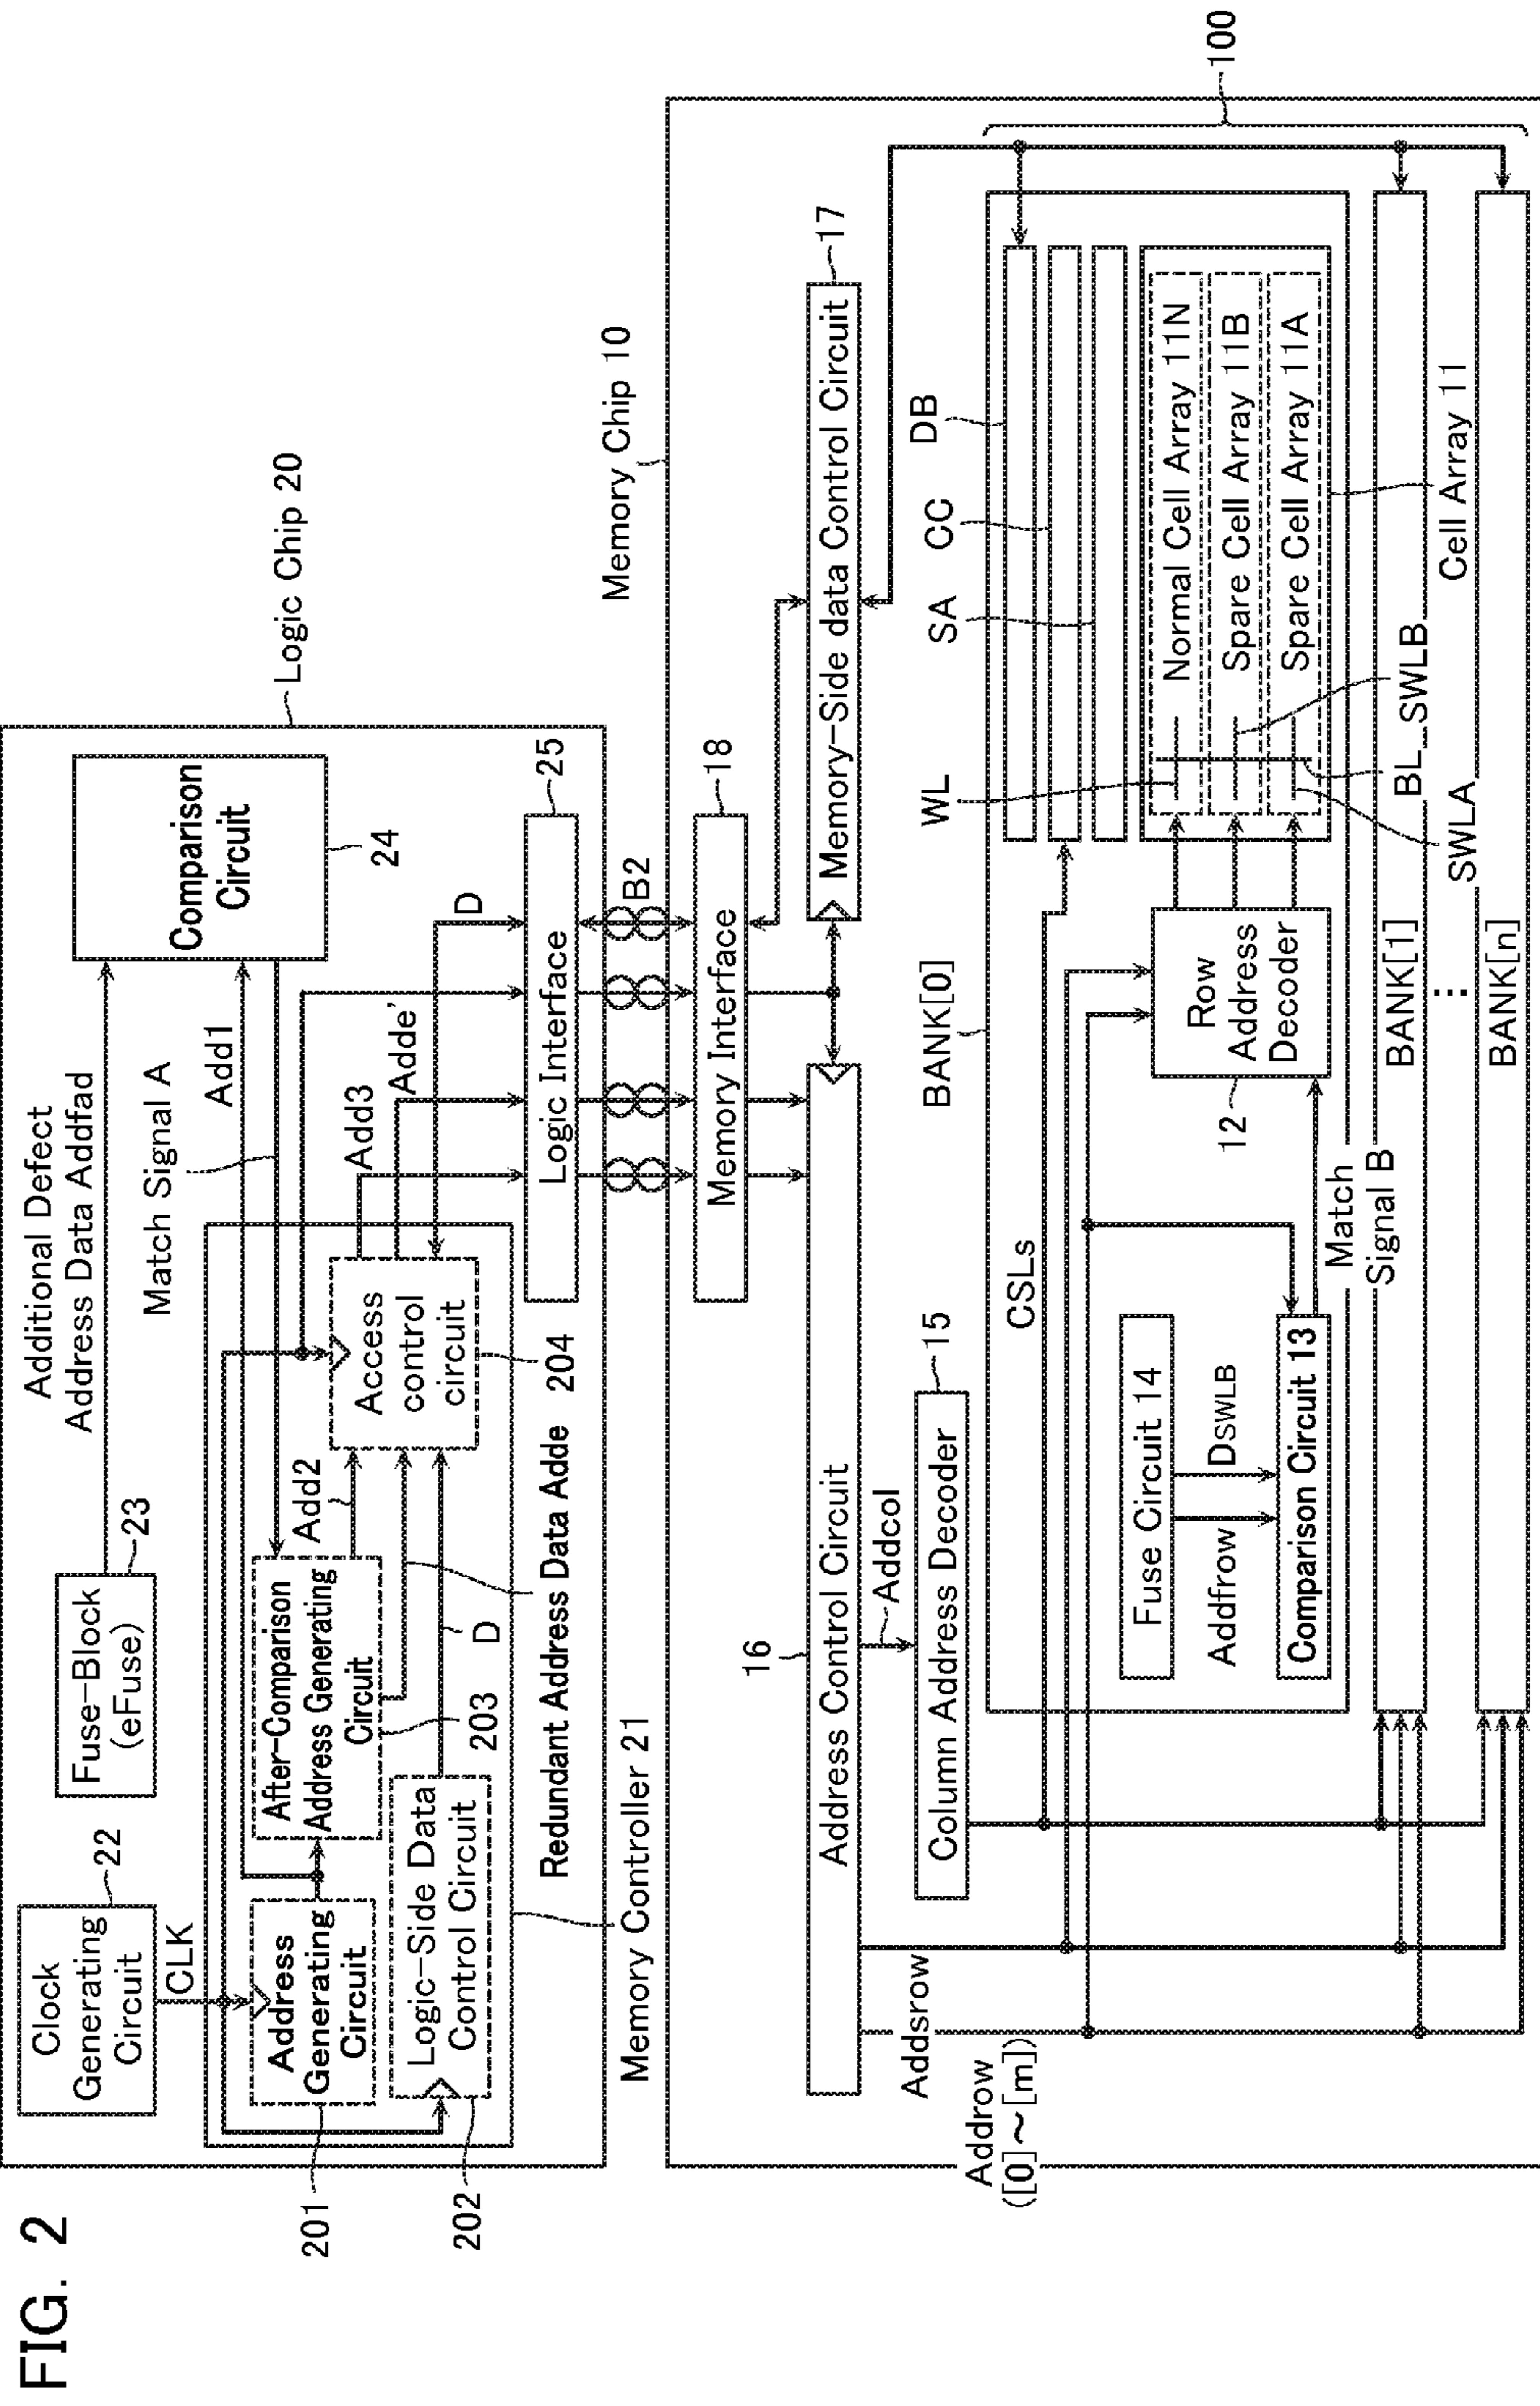 FIG. 2
Logic Chip 20
Clock
Generating
Circuit
22
CLK
Fuse-Block
(eFuse)
23
Additional Defect
Address Data Addfad
Match Signal A
Add1
Comparison
Circuit
24
Address
Generating
Circuit
201
After-Comparison
Address Generating
Circuit
203
Logic-Side Data
Control Circuit
202
Add2
D
Redundant Address Data Adde
Access
control
circuit
204
Memory Controller 21
Add3
Adde'
D
Logic Interface
25
B2
Memory Chip 10
Memory Interface
18
16
Address Control Circuit
Memory-Side data Control Circuit
17
Addcol
Column Address Decoder
15
Addsrow
Addrow
([0]~[m])
CSLs
BANK[0]
WL
SA
CC
DB
100
Fuse Circuit 14
Addfrow
DSWLB
Comparison Circuit 13
Match
Signal B
Row
Address
Decoder
12
Normal Cell Array 11N
Spare Cell Array 11B
Spare Cell Array 11A
BL
SWLB
SWLA
Cell Array 11
BANK[1]
...
BANK[n]